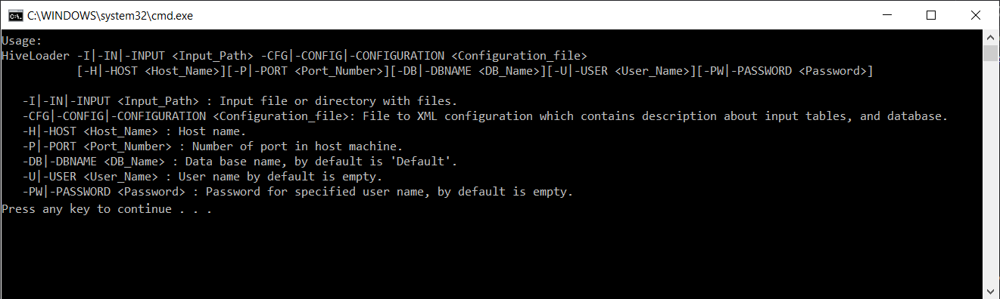 C:\WINDOWS\system32\cmd.exe
Usage:
HiveLoader -I|-IN|-INPUT <Input_Path> -CFG|-CONFIG|-CONFIGURATION <Configuration_file>
[-H|-HOST <Host_Name>][-P|-PORT <Port_Number>][-DB|-DBNAME <DB_Name>][-U|-USER <User_Name>][-PW|-PASSWORD <Password>]
-I|-IN|-INPUT <Input_Path> : Input file or directory with files.
-CFG|-CONFIG|-CONFIGURATION <Configuration_file>: File to XML configuration which contains description about input tables, and database.
-H|-HOST <Host_Name> : Host name.
-P|-PORT <Port_Number> : Number of port in host machine.
-DB|-DBNAME <DB_Name> : Data base name, by default is 'Default'.
-U|-USER <User_Name> : User name by default is empty.
-PW|-PASSWORD <Password> : Password for specified user name, by default is empty.
Press any key to continue . . .